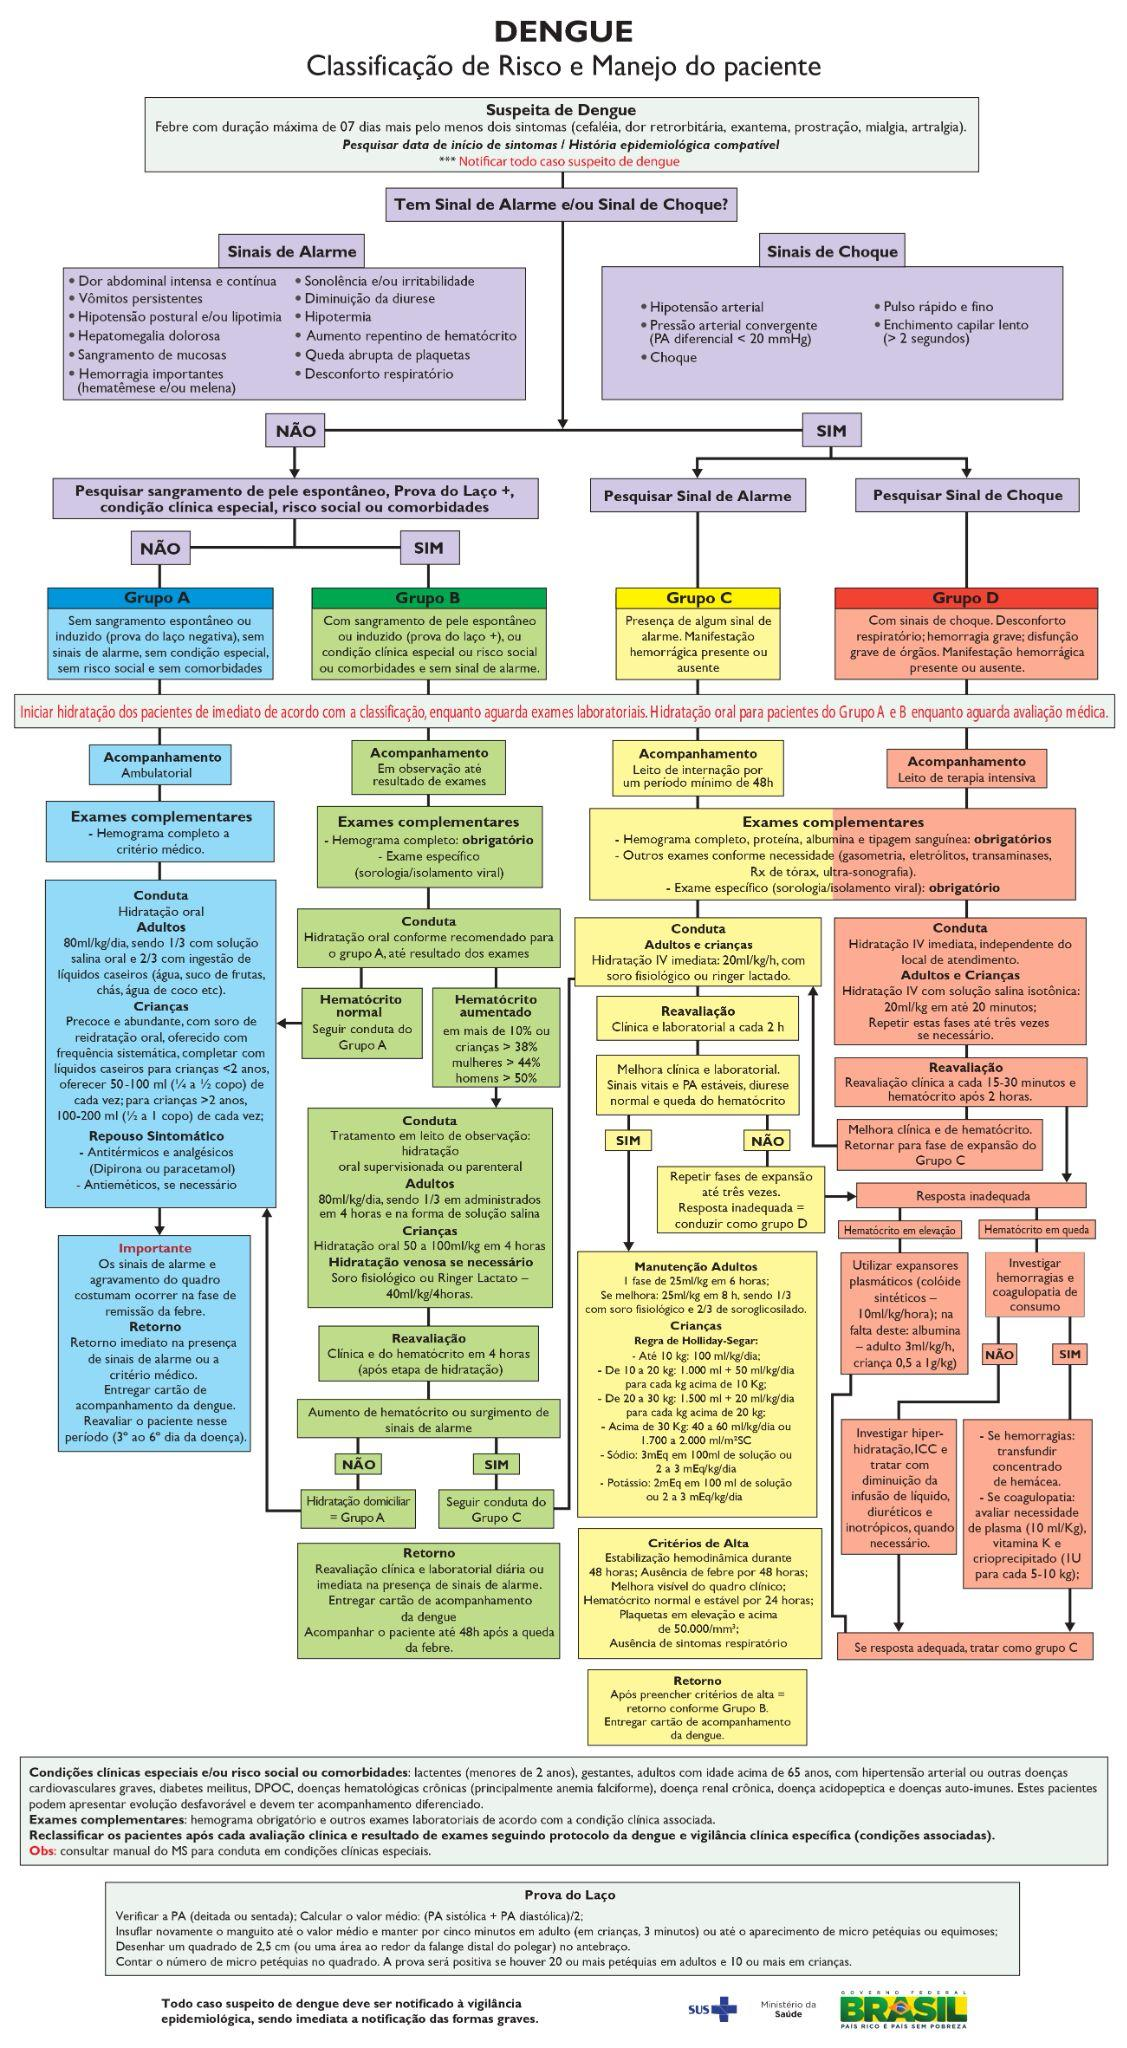 DENGUE
Classificação de Risco e Manejo do paciente
Suspeita de Dengue
Febre com duração máxima de 07 dias mais pelo menos dois sintomas (cefaléia, dor retrorbitária, exantema, prostração, mialgia, artralgia).
Pesquisar data de início de sintomas / História epidemiológica compatível
*** Notificar todo caso suspeito de dengue
Tem Sinal de Alarme e/ou Sinal de Choque?
Sinais de Alarme
• Dor abdominal intensa e contínua
• Vômitos persistentes
• Hipotensão postural e/ou lipotimia
• Hepatomegalia dolorosa
• Sangramento de mucosas
• Hemorragia importantes
(hematêmese e/ou melena)
• Sonolência e/ou irritabilidade
• Diminuição da diurese
• Hipotermia
• Aumento repentino de hematócrito
• Queda abrupta de plaquetas
• Desconforto respiratório
Sinais de Choque
• Hipotensão arterial
• Pressão arterial convergente
(PA diferencial < 20 mmHg)
• Choque
• Pulso rápido e fino
• Enchimento capilar lento
(> 2 segundos)
NÃO
SIM
Pesquisar sangramento de pele espontâneo, Prova do Laço +,
condição clínica especial, risco social ou comorbidades
Pesquisar Sinal de Alarme
Pesquisar Sinal de Choque
NÃO
SIM
Grupo A
Sem sangramento espontâneo ou
induzido (prova do laço negativa), sem
sinais de alarme, sem condição especial,
sem risco social e sem comorbidades
Grupo B
Com sangramento de pele espontâneo
ou induzido (prova do laço +), ou
condição clínica especial ou risco social
ou comorbidades e sem sinal de alarme.
Grupo C
Presença de algum sinal de
alarme. Manifestação
hemorrágica presente ou
ausente
Grupo D
Com sinais de choque. Desconforto
respiratório; hemorragia grave; disfunção
grave de órgãos. Manifestação hemorrágica
presente ou ausente.
Iniciar hidratação dos pacientes de imediato de acordo com a classificação, enquanto aguarda exames laboratoriais. Hidratação oral para pacientes do Grupo A e B enquanto aguarda avaliação médica.
Acompanhamento
Ambulatorial
Exames complementares
- Hemograma completo a
critério médico.
Conduta
Hidratação oral
Adultos
80ml/kg/dia, sendo 1/3 com solução
salina oral e 2/3 com ingestão de
líquidos caseiros (água, suco de frutas,
chás, água de coco etc).
Crianças
Precoce e abundante, com soro de
reidratação oral, oferecido com
frequência sistemática, completar com
líquidos caseiros para crianças <2 anos,
oferecer 50-100 ml (¼ a ½ copo) de
cada vez; para crianças >2 anos,
100-200 ml (½ a 1 copo) de cada vez;
Repouso Sintomático
- Antitérmicos e analgésicos
(Dipirona ou paracetamol)
- Antieméticos, se necessário
Importante
Os sinais de alarme e
agravamento do quadro
costumam ocorrer na fase de
remissão da febre.
Retorno
Retorno imediato na presença
de sinais de alarme ou a
critério médico.
Entregar cartão de
acompanhamento da dengue.
Reavaliar o paciente nesse
período (3º ao 6º dia da doença).
Acompanhamento
Em observação até
resultado de exames
Exames complementares
- Hemograma completo: obrigatório
- Exame específico
(sorologia/isolamento viral)
Conduta
Hidratação oral conforme recomendado para
o grupo A, até resultado dos exames
Hematócrito
normal
Seguir conduta do
Grupo A
Hematócrito
aumentado
em mais de 10% ou
crianças > 38%
mulheres > 44%
homens > 50%
Conduta
Tratamento em leito de observação:
hidratação
oral supervisionada ou parenteral
Adultos
80ml/kg/dia, sendo 1/3 em administrados
em 4 horas e na forma de solução salina
Crianças
Hidratação oral 50 a 100ml/kg em 4 horas
Hidratação venosa se necessário
Soro fisiológico ou Ringer Lactato –
40ml/kg/4horas.
Reavaliação
Clínica e do hematócrito em 4 horas
(após etapa de hidratação)
Aumento de hematócrito ou surgimento de
sinais de alarme
NÃO
SIM
Hidratação domiciliar
= Grupo A
Seguir conduta do
Grupo C
Retorno
Reavaliação clínica e laboratorial diária ou
imediata na presença de sinais de alarme.
Entregar cartão de acompanhamento
da dengue
Acompanhar o paciente até 48h após a queda
da febre.
Acompanhamento
Leito de internação por
um período mínimo de 48h
Acompanhamento
Leito de terapia intensiva
Exames complementares
- Hemograma completo, proteína, albumina e tipagem sanguínea: obrigatórios
- Outros exames conforme necessidade (gasometria, eletrólitos, transaminases,
Rx de tórax, ultra-sonografia).
- Exame específico (sorologia/isolamento viral): obrigatório
Conduta
Adultos e crianças
Hidratação IV imediata: 20ml/kg/h, com
soro fisiológico ou ringer lactado.
Reavaliação
Clínica e laboratorial a cada 2 h
Melhora clínica e laboratorial.
Sinais vitais e PA estáveis, diurese
normal e queda do hematócrito
SIM
NÃO
Repetir fases de expansão
até três vezes.
Resposta inadequada =
conduzir como grupo D
Manutenção Adultos
1 fase de 25ml/kg em 6 horas;
Se melhora: 25ml/kg em 8 h, sendo 1/3
com soro fisiológico e 2/3 de soroglicosilado.
Crianças
Regra de Holliday-Segar:
- Até 10 kg: 100 ml/kg/dia;
- De 10 a 20 kg: 1.000 ml + 50 ml/kg/dia
para cada kg acima de 10 Kg;
- De 20 a 30 kg: 1.500 ml + 20 ml/kg/dia
para cada kg acima de 20 kg;
- Acima de 30 Kg: 40 a 60 ml/kg/dia ou
1.700 a 2.000 ml/m²SC
- Sódio: 3mEq em 100ml de solução ou
2 a 3 mEq/kg/dia
- Potássio: 2mEq em 100 ml de solução
ou 2 a 3 mEq/kg/dia
Critérios de Alta
Estabilização hemodinâmica durante
48 horas; Ausência de febre por 48 horas;
Melhora visível do quadro clínico;
Hematócrito normal e estável por 24 horas;
Plaquetas em elevação e acima
de 50.000/mm³;
Ausência de sintomas respiratório
Retorno
Após preencher critérios de alta =
retorno conforme Grupo B.
Entregar cartão de acompanhamento
da dengue.
Conduta
Hidratação IV imediata, independente do
local de atendimento.
Adultos e Crianças
Hidratação IV com solução salina isotônica:
20ml/kg em até 20 minutos;
Repetir estas fases até três vezes
se necessário.
Reavaliação
Reavaliação clínica a cada 15-30 minutos e
hematócrito após 2 horas.
Melhora clínica e de hematócrito.
Retornar para fase de expansão do
Grupo C
Resposta inadequada
Hematócrito em elevação
Hematócrito em queda
Utilizar expansores
plasmáticos (colóide
sintéticos –
10ml/kg/hora); na
falta deste: albumina
– adulto 3ml/kg/h,
criança 0,5 a 1g/kg)
Investigar
hemorragias e
coagulopatia de
consumo
NÃO
SIM
Investigar hiper-
hidratação, ICC e
tratar com
diminuição da
infusão de líquido,
diuréticos e
inotrópicos, quando
necessário.
- Se hemorragias:
transfundir
concentrado
de hemácea.
- Se coagulopatia:
avaliar necessidade
de plasma (10 ml/Kg),
vitamina K e
crioprecipitado (1U
para cada 5-10 kg);
Se resposta adequada, tratar como grupo C
Condições clínicas especiais e/ou risco social ou comorbidades: lactentes (menores de 2 anos), gestantes, adultos com idade acima de 65 anos, com hipertensão arterial ou outras doenças
cardiovasculares graves, diabetes meilitus, DPOC, doenças hematológicas crônicas (principalmente anemia falciforme), doença renal crônica, doença acidopeptica e doenças auto-imunes. Estes pacientes
podem apresentar evolução desfavorável e devem ter acompanhamento diferenciado.
Exames complementares: hemograma obrigatório e outros exames laboratoriais de acordo com a condição clínica associada.
Reclassificar os pacientes após cada avaliação clínica e resultado de exames seguindo protocolo da dengue e vigilância clínica específica (condições associadas).
Obs: consultar manual do MS para conduta em condições clínicas especiais.
Prova do Laço
Verificar a PA (deitada ou sentada); Calcular o valor médio: (PA sistólica + PA diastólica)/2;
Insuflar novamente o manguito até o valor médio e manter por cinco minutos em adulto (em crianças, 3 minutos) ou até o aparecimento de micro petéquias ou equimoses;
Desenhar um quadrado de 2,5 cm (ou uma área ao redor da falange distal do polegar) no antebraço.
Contar o número de micro petéquias no quadrado. A prova será positiva se houver 20 ou mais petéquias em adultos e 10 ou mais em crianças.
Todo caso suspeito de dengue deve ser notificado à vigilância
epidemiológica, sendo imediata a notificação das formas graves.
SUS
Ministério da
Saúde
GOVERNO FEDERAL
BRASIL
PAÍS RICO É PAÍS SEM POBREZA